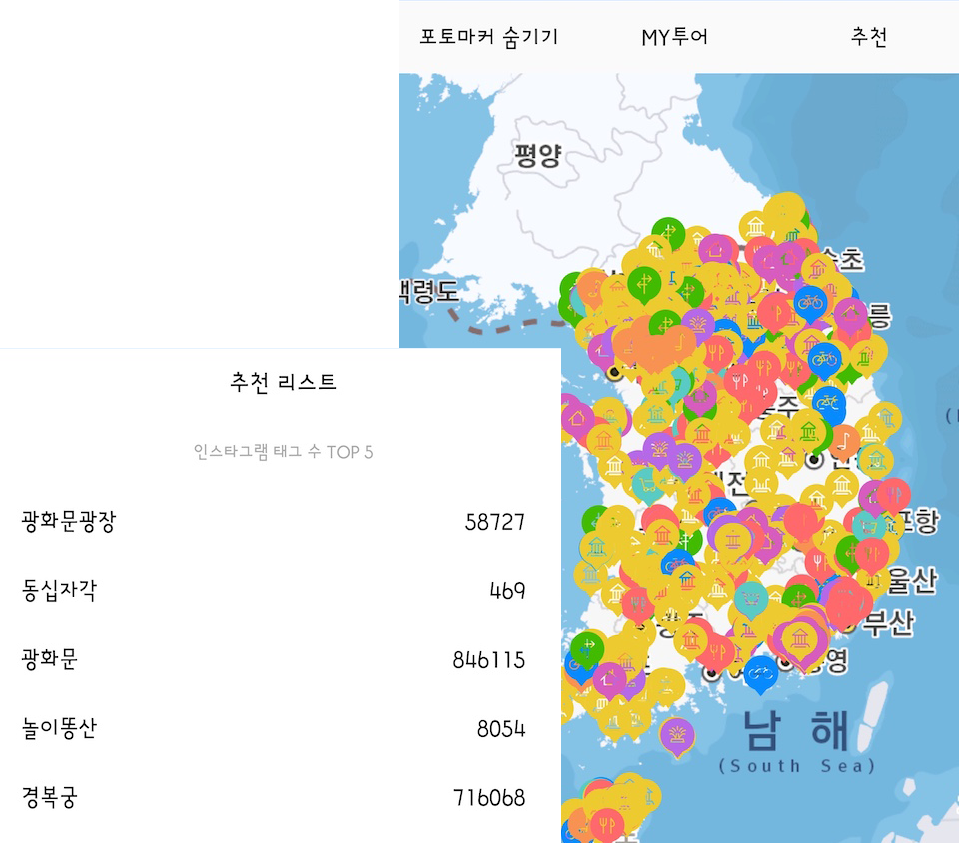 포토마커 숨기기 MY투어 추천
평양
백령도
속초
릉
충주
안
대전
포항
울산
부산
영
남 해
(South Sea)
추천 리스트
인스타그램 태그 수 TOP 5
광화문광장 58727
동십자각 469
광화문 846115
놀이똥산 8054
경복궁 716068